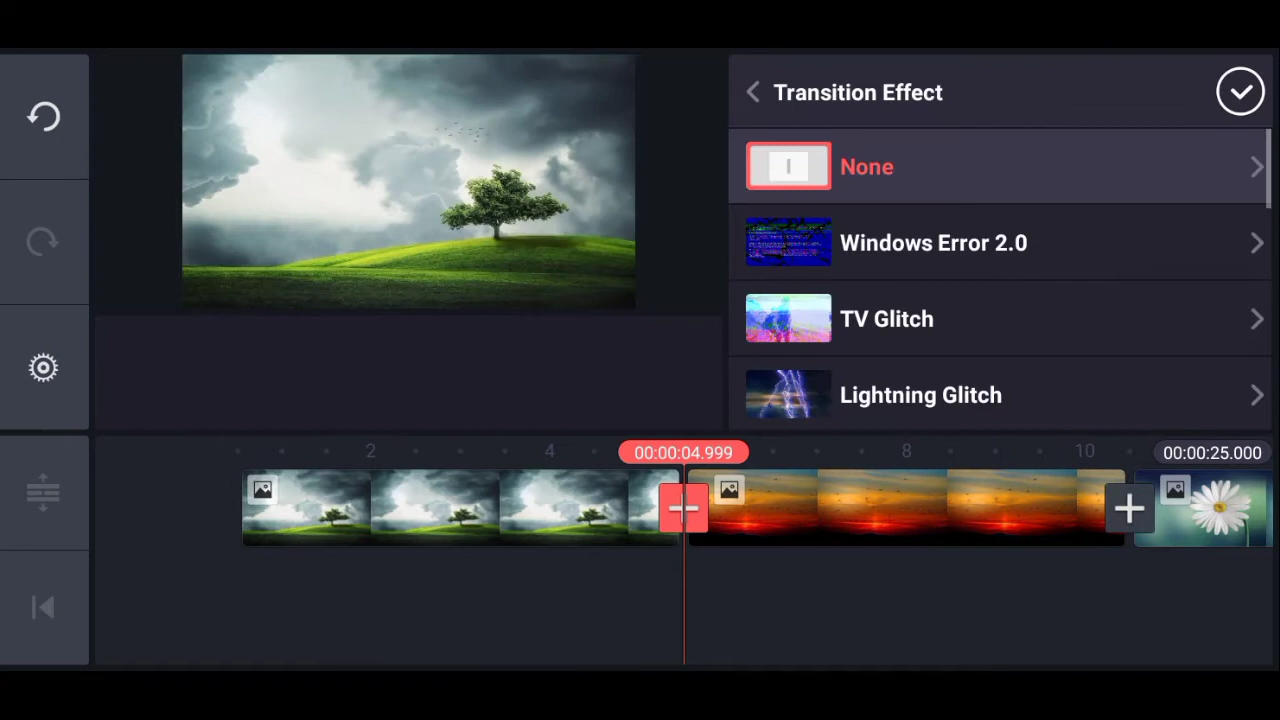 Transition Effect
None
Windows Error 2.0
TV Glitch
Lightning Glitch
2
4
00:00:04.999
8
10
00:00:25.000